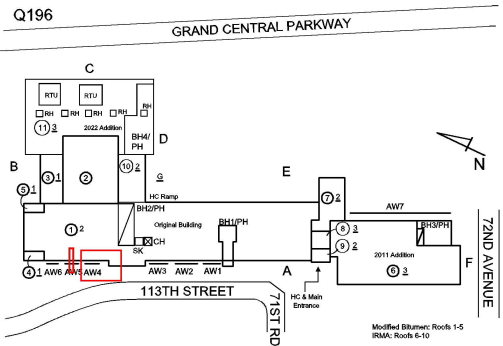 Q196
GRAND CENTRAL PARKWAY
C
RTU RTU
RH RH RH RH RH
11 3 2022 Addition
BH4/
PH
D
B
3 1 2 10 2 G
5 1
HC Ramp
E
7 2
N
72ND AVENUE
AW7
BH2/PH
Original Building
BH1/PH
8 3
BH3/PH
1 2
CH
SK
9 2
2011 Addition
6 3
F
4 1 AW6 AW5 AW4 AW3 AW2 AW1
A
HC & Main
Entrance
113TH STREET
71ST RD
Modified Bitumen: Roofs 1-5
IRMA: Roofs 6-10